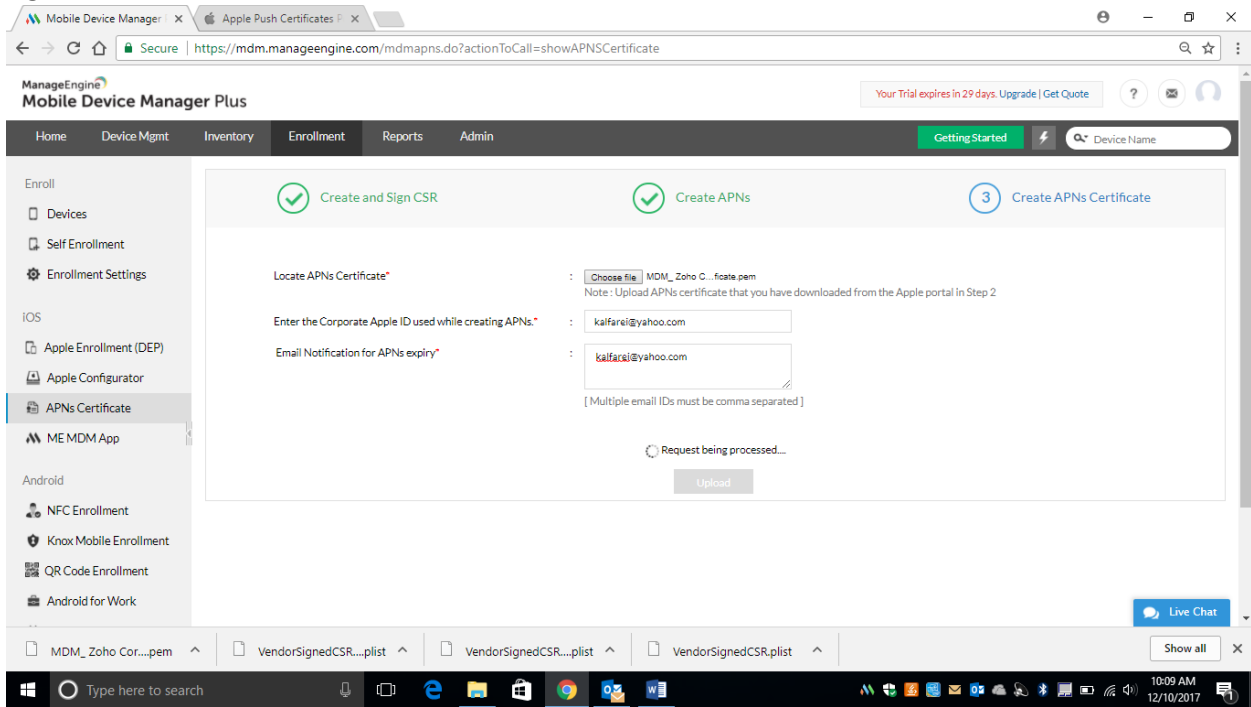 Mobile Device Manager
Apple Push Certificates P
Secure | https://mdm.manageengine.com/mdmapns.do?actionToCall=showAPNSCertificate
ManageEngine
Mobile Device Manager Plus
Your Trial expires in 29 days. Upgrade | Get Quote
?
Home Device Mgmt Inventory Enrollment Reports Admin
Getting Started
Device Name
Enroll
Devices
Self Enrollment
Enrollment Settings
iOS
Apple Enrollment (DEP)
Apple Configurator
APNs Certificate
ME MDM App
Android
NFC Enrollment
Knox Mobile Enrollment
QR Code Enrollment
Android for Work
Create and Sign CSR
Create APNs
3 Create APNs Certificate
Locate APNs Certificate* : Choose file MDM_ Zoho C...ficate.pem
Note : Upload APNs certificate that you have downloaded from the Apple portal in Step 2
Enter the Corporate Apple ID used while creating APNs.* : kalfarei@yahoo.com
Email Notification for APNs expiry* : kalfarei@yahoo.com
[ Multiple email IDs must be comma separated ]
Request being processed....
Upload
Live Chat
MDM_ Zoho Cor....pem
VendorSignedCSR....plist
VendorSignedCSR....plist
VendorSignedCSR.plist
Show all
Type here to search
10:09 AM
12/10/2017